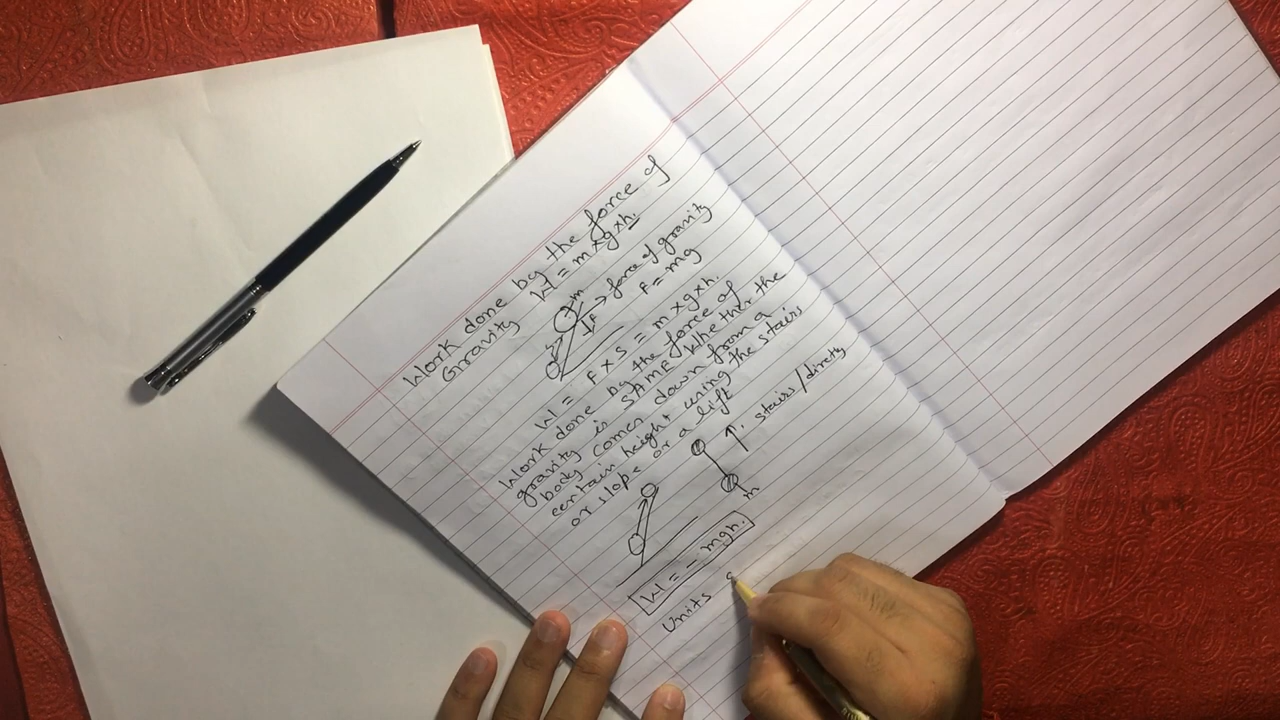 Work done by the force of
Gravity W = m×g×h.
m
F → force of gravity
F = mg
W = F × S = m×g×h.
Work done by the force of
gravity is SAME Whether the
body comes down from a
certain height using the stairs
or slope or a lift
↑. stairs/directly
m
W = - mgh.
Units